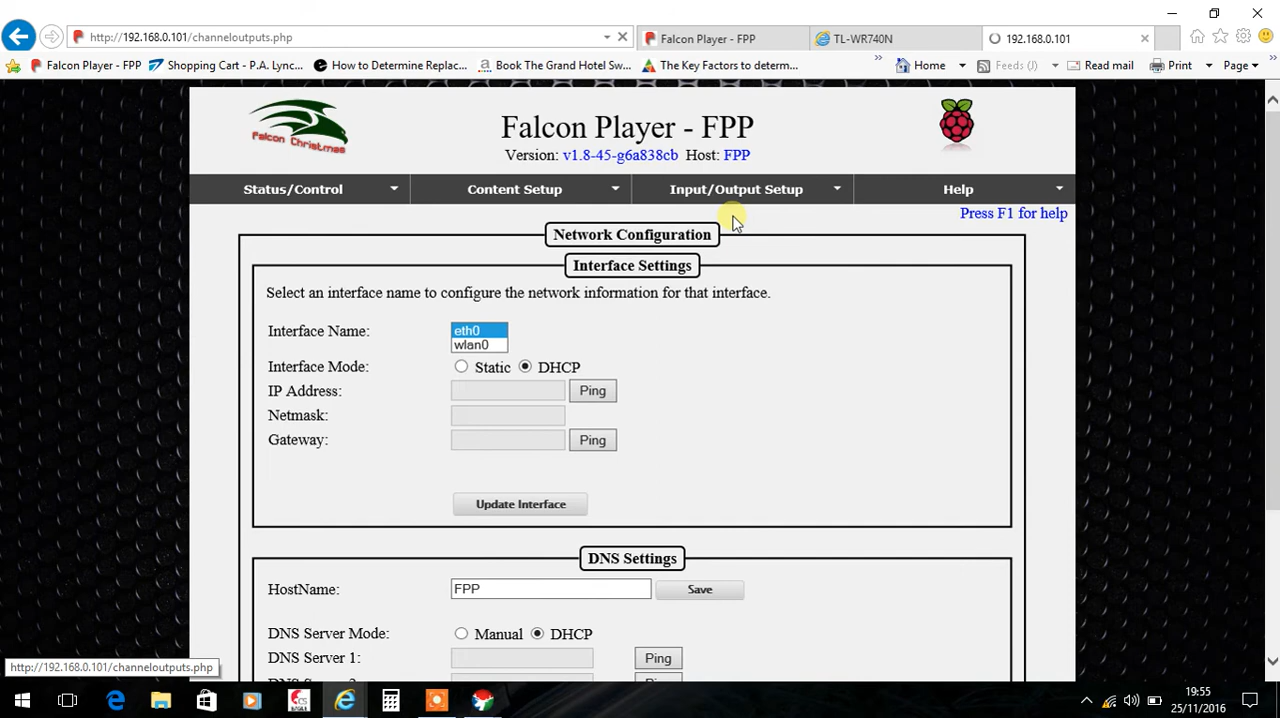 http://192.168.0.101/channeloutputs.php
Falcon Player - FPP
TL-WR740N
192.168.0.101
Falcon Player - FPP
Shopping Cart - P.A. Lync...
How to Determine Replac...
Book The Grand Hotel Sw...
The Key Factors to determ...
Home
Feeds (J)
Read mail
Print
Page
Falcon Christmas
Falcon Player - FPP
Version: v1.8-45-g6a838cb Host: FPP
Status/Control
Content Setup
Input/Output Setup
Help
Press F1 for help
Network Configuration
Interface Settings
Select an interface name to configure the network information for that interface.
Interface Name:
eth0
wlan0
Interface Mode:
Static
DHCP
IP Address:
Ping
Netmask:
Gateway:
Ping
Update Interface
DNS Settings
HostName:
FPP
Save
DNS Server Mode:
Manual
DHCP
DNS Server 1:
Ping
http://192.168.0.101/channeloutputs.php
19:55
25/11/2016